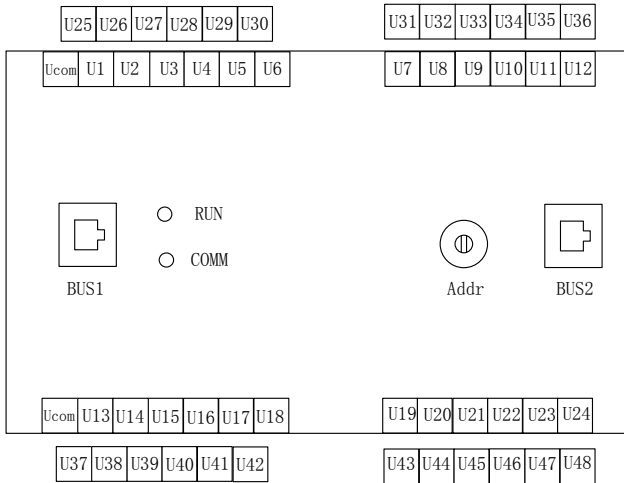 U25 U26 U27 U28 U29 U30 U31 U32 U33 U34 U35 U36
Ucom U1 U2 U3 U4 U5 U6 U7 U8 U9 U10 U11 U12
RUN
COMM
BUS1 Addr BUS2
Ucom U13 U14 U15 U16 U17 U18 U19 U20 U21 U22 U23 U24
U37 U38 U39 U40 U41 U42 U43 U44 U45 U46 U47 U48